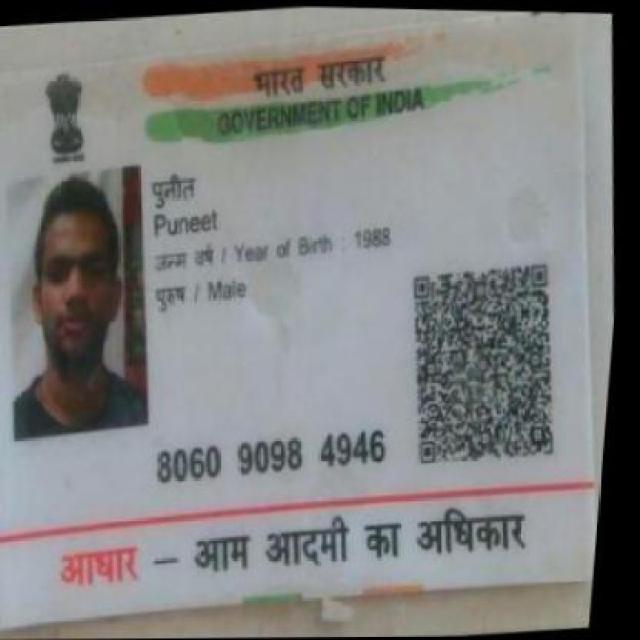 भारत सरकार
GOVERNMENT OF INDIA
पुनीत
Puneet
जन्म वर्ष / Year of Birth : 1988
पुरुष / Male
8060 9098 4946
आधार – आम आदमी का अधिकार